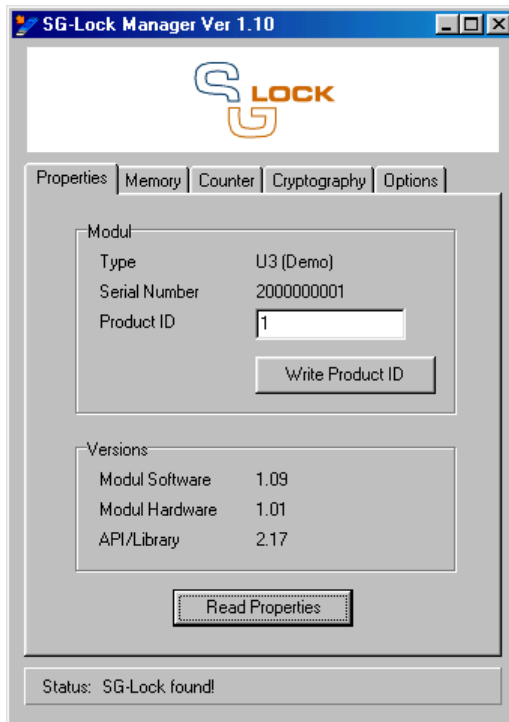 SG-Lock Manager Ver 1.10
SG LOCK
Properties Memory Counter Cryptography Options
Modul
Type U3 (Demo)
Serial Number 2000000001
Product ID 1
Write Product ID
Versions
Modul Software 1.09
Modul Hardware 1.01
API/Library 2.17
Read Properties
Status: SG-Lock found!